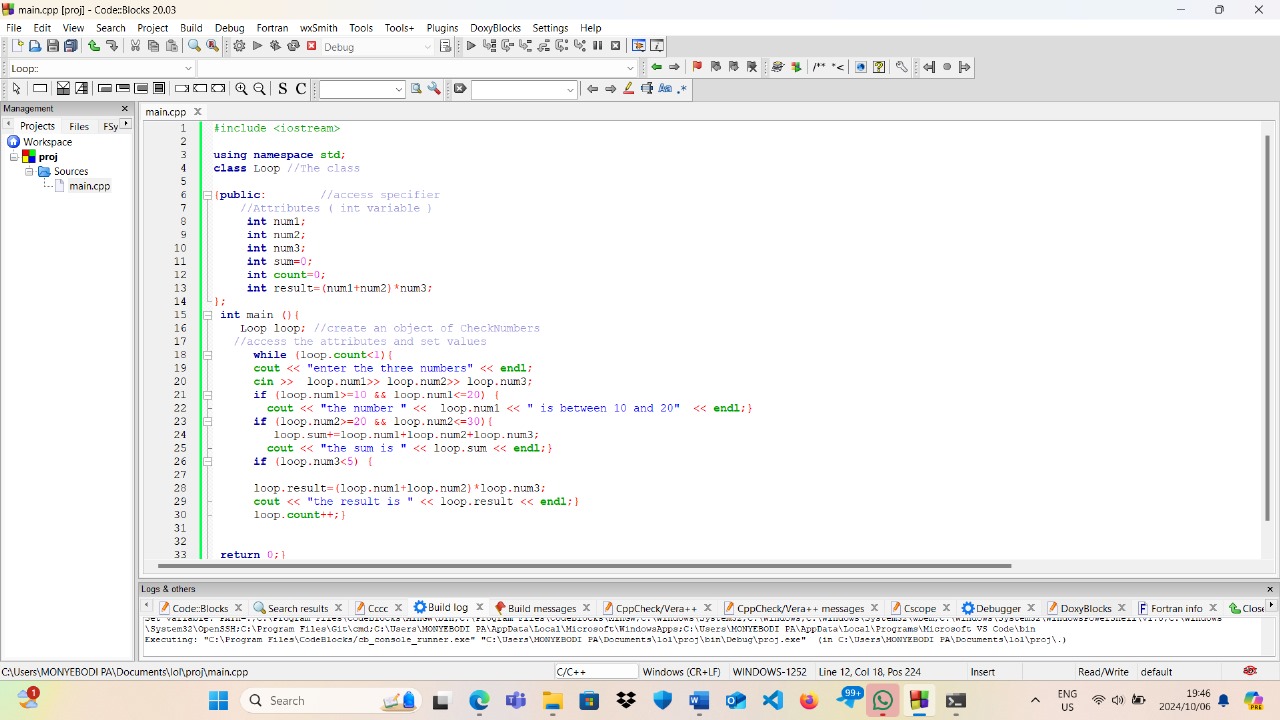 main.cpp [proj] - Code::Blocks 20.03
File Edit View Search Project Build Debug Fortran wxSmith Tools Tools+ Plugins DoxyBlocks Settings Help
Debug
Loop::
/** *<
S C
Aa .*
Management
Projects Files FSy
main.cpp
Workspace
proj
Sources
main.cpp
1 #include <iostream>
2
3 using namespace std;
4 class Loop //The class
5
6 {public: //access specifier
7 //Attributes ( int variable )
8 int num1;
9 int num2;
10 int num3;
11 int sum=0;
12 int count=0;
13 int result=(num1+num2)*num3;
14 };
15 int main (){
16 Loop loop; //create an object of CheckNumbers
17 //access the attributes and set values
18 while (loop.count<1){
19 cout << "enter the three numbers" << endl;
20 cin >> loop.num1>> loop.num2>> loop.num3;
21 if (loop.num1>=10 && loop.num1<=20) {
22 cout << "the number " << loop.num1 << " is between 10 and 20" << endl;}
23 if (loop.num2>=20 && loop.num2<=30){
24 loop.sum+=loop.num1+loop.num2+loop.num3;
25 cout << "the sum is " << loop.sum << endl;}
26 if (loop.num3<5) {
27
28 loop.result=(loop.num1+loop.num2)*loop.num3;
29 cout << "the result is " << loop.result << endl;}
30 loop.count++;}
31
32
33 return 0;}
Logs & others
Code::Blocks Search results Cccc Build log Build messages CppCheck/Vera++ CppCheck/Vera++ messages Cscope Debugger DoxyBlocks Fortran info Close
\System32\OpenSSH;C:\Program Files\Git\cmd;C:\Users\MONYEBODI PA\AppData\Local\Microsoft\WindowsApps;C:\Users\MONYEBODI PA\AppData\Local\Programs\Microsoft VS Code\bin
Executing: "C:\Program Files\CodeBlocks/cb_console_runner.exe" "C:\Users\MONYEBODI PA\Documents\lol\proj\bin\Debug\proj.exe" (in C:\Users\MONYEBODI PA\Documents\lol\proj\.)
C:\Users\MONYEBODI PA\Documents\lol\proj\main.cpp C/C++ Windows (CR+LF) WINDOWS-1252 Line 12, Col 18, Pos 224 Insert Read/Write default
1 Search 99+ ENG US 19:46 2024/10/06 PRE